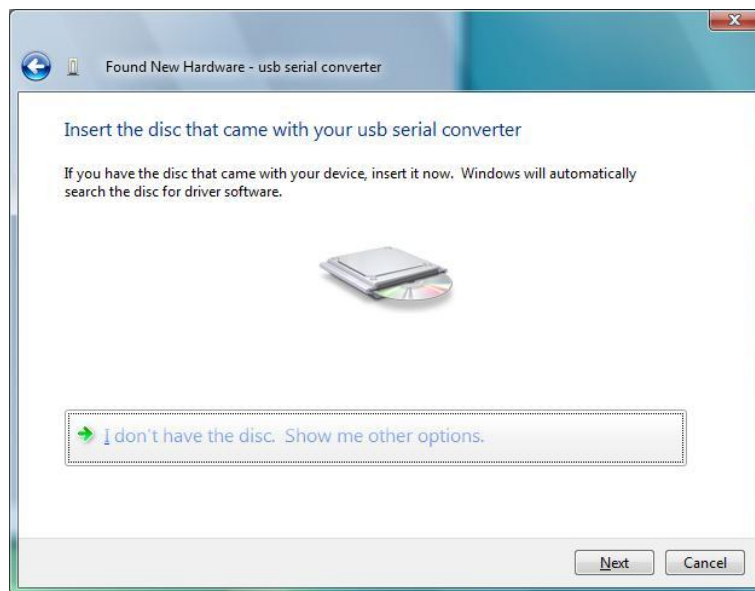 Found New Hardware - usb serial converter
Insert the disc that came with your usb serial converter
If you have the disc that came with your device, insert it now.  Windows will automatically
search the disc for driver software.
I don't have the disc.  Show me other options.
Next
Cancel